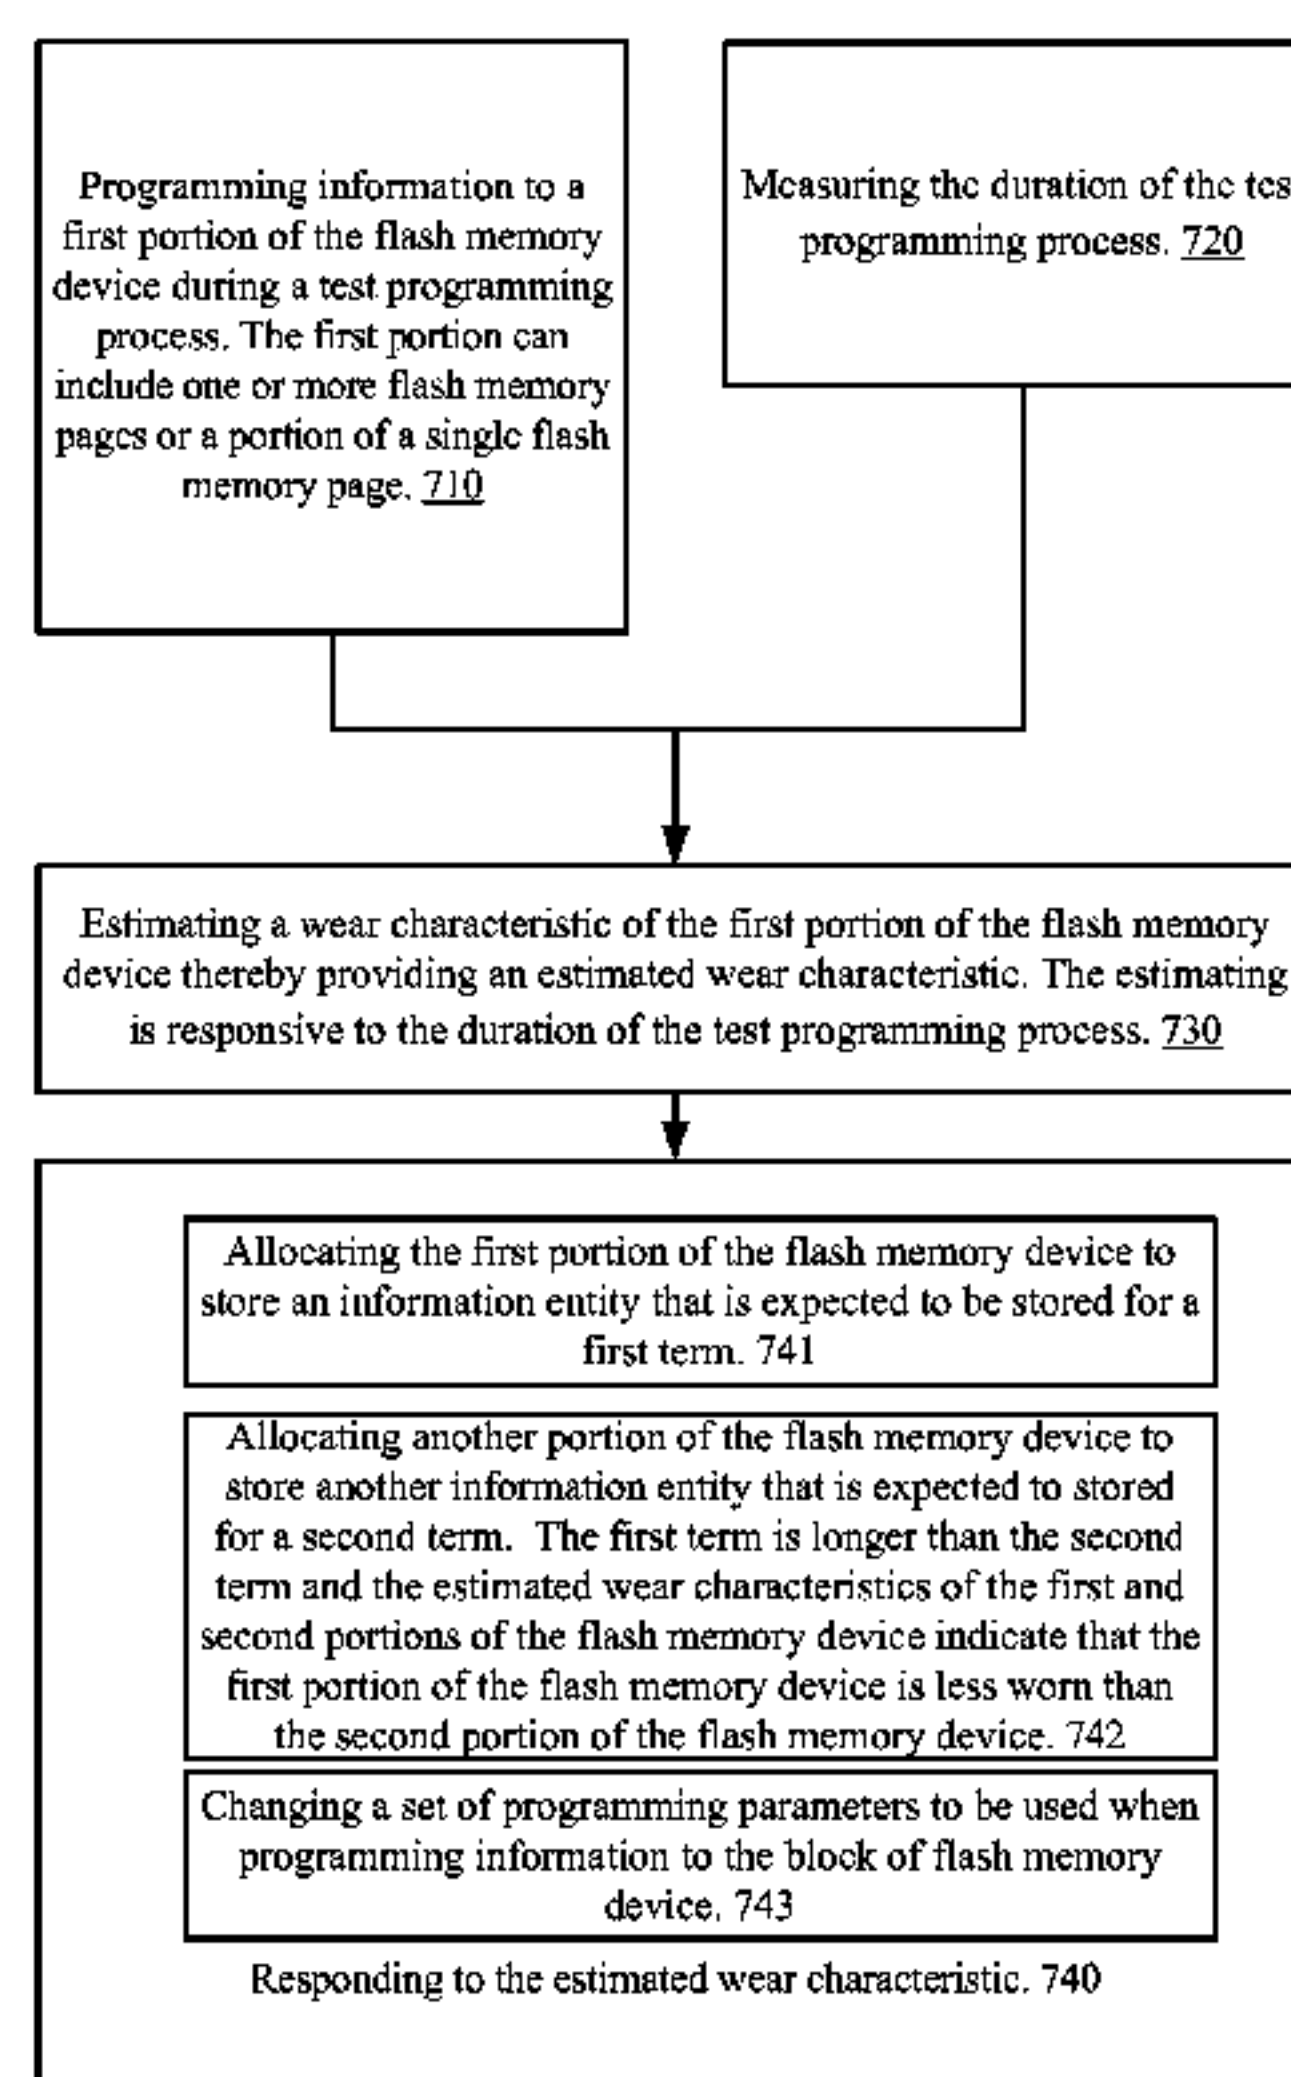 Programming information to a
first portion of the flash memory
device during a test programming
process. The first portion can
include one or more flash memory
pages or a portion of a single flash
memory page. 710
Measuring the duration of the tes
programming process. 720
Estimating a wear characteristic of the first portion of the flash memory
device thereby providing an estimated wear characteristic. The estimating
is responsive to the duration of the test programming process. 730
Allocating the first portion of the flash memory device to
store an information entity that is expected to be stored for a
first term. 741
Allocating another portion of the flash memory device to
store another information entity that is expected to stored
for a second term. The first term is longer than the second
term and the estimated wear characteristics of the first and
second portions of the flash memory device indicate that the
first portion of the flash memory device is less worn than
the second portion of the flash memory device. 742
Changing a set of programming parameters to be used when
programming information to the block of flash memory
device. 743
Responding to the estimated wear characteristic. 740